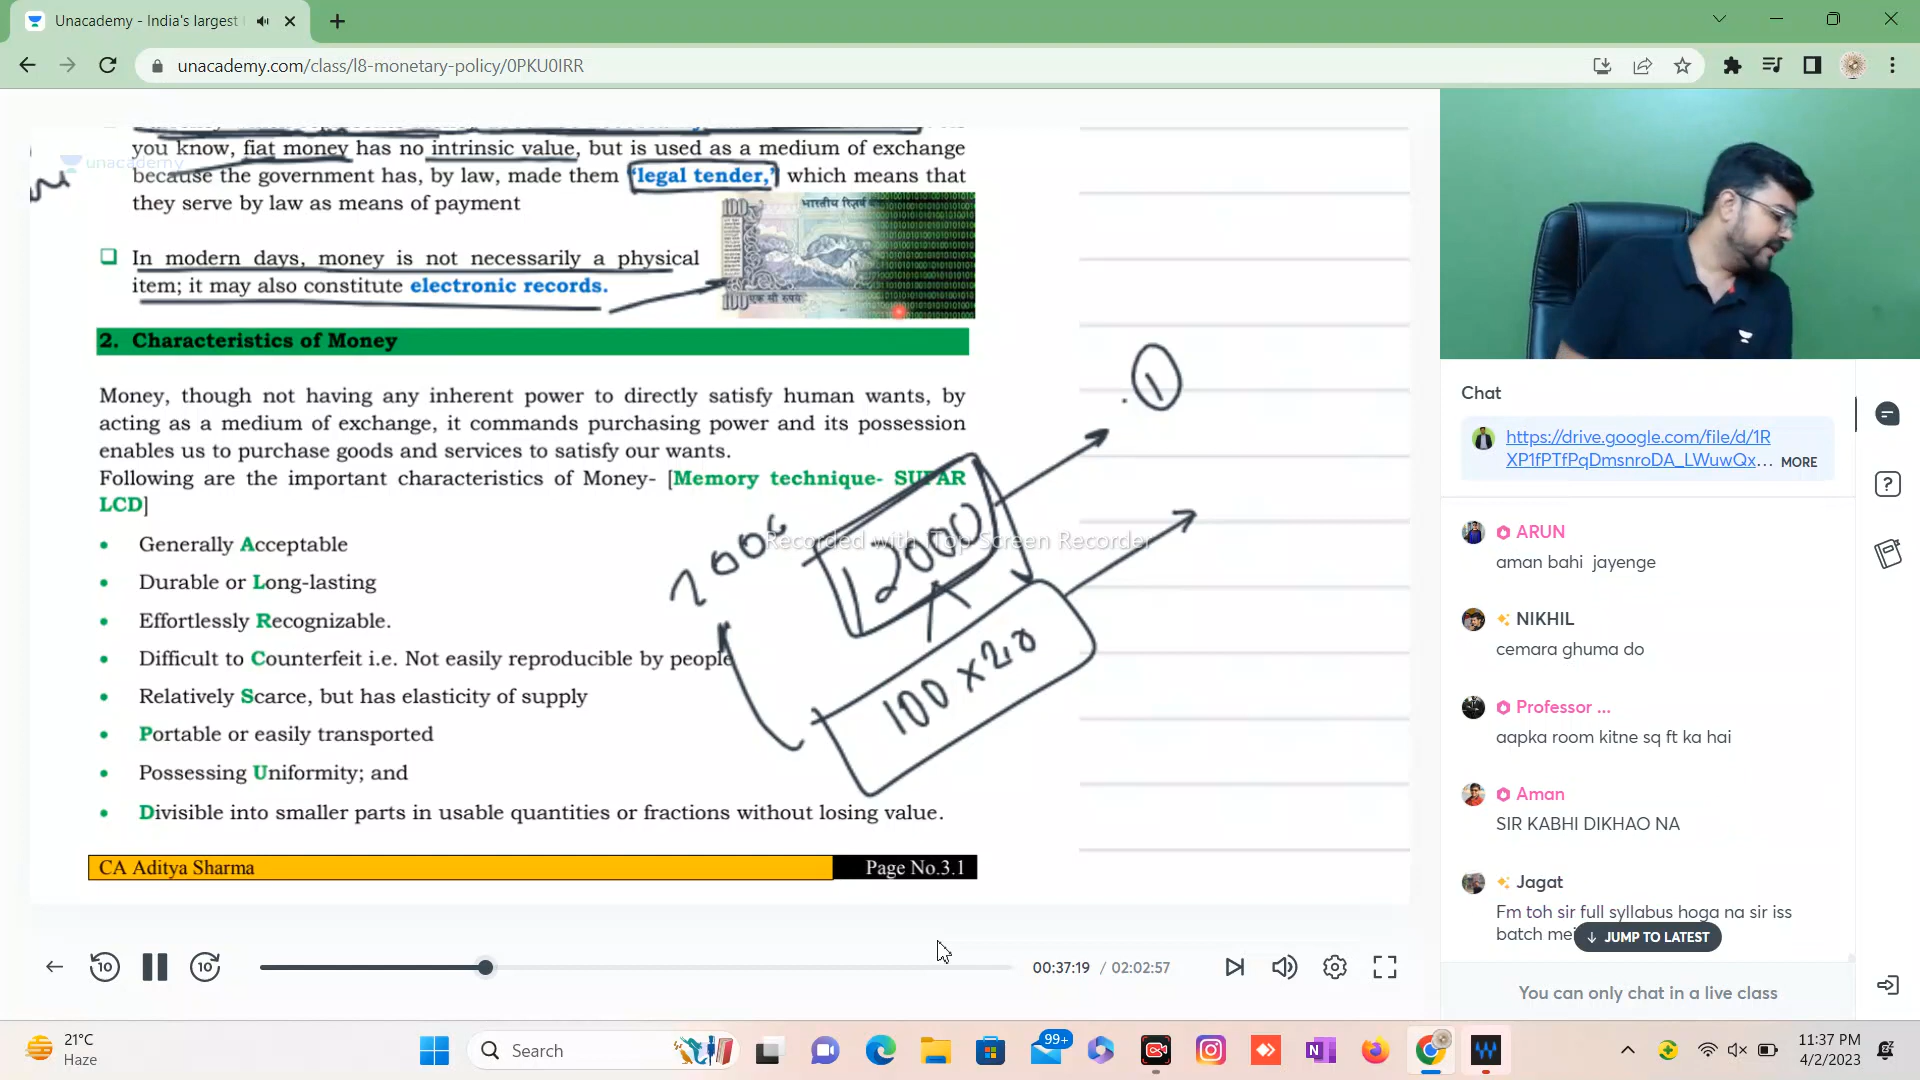 Unacademy - India's largest
unacademy.com/class/l8-monetary-policy/0PKU0IRR
unacademy
you know, fiat money has no intrinsic value, but is used as a medium of exchange
because the government has, by law, made them "legal tender," which means that
they serve by law as means of payment
100
भारतीय रिज़र्व
In modern days, money is not necessarily a physical
item; it may also constitute electronic records.
100 एक सौ रुपये
2. Characteristics of Money
1
Money, though not having any inherent power to directly satisfy human wants, by
acting as a medium of exchange, it commands purchasing power and its possession
enables us to purchase goods and services to satisfy our wants.
Following are the important characteristics of Money- [Memory technique- SUPAR
LCD]
2000
12000
Recorded with iTop Screen Recorder
100 x 20
• Generally Acceptable
• Durable or Long-lasting
• Effortlessly Recognizable.
• Difficult to Counterfeit i.e. Not easily reproducible by people
• Relatively Scarce, but has elasticity of supply
• Portable or easily transported
• Possessing Uniformity; and
• Divisible into smaller parts in usable quantities or fractions without losing value.
CA Aditya Sharma Page No.3.1
10 10 00:37:19 / 02:02:57
Chat
https://drive.google.com/file/d/1R
XP1fPTfPqDmsnroDA_LWuwQx... MORE
ARUN
aman bahi jayenge
NIKHIL
cemara ghuma do
Professor ...
aapka room kitne sq ft ka hai
Aman
SIR KABHI DIKHAO NA
Jagat
Fm toh sir full syllabus hoga na sir iss
batch mei
JUMP TO LATEST
You can only chat in a live class
21°C
Haze
Search
99+
11:37 PM
4/2/2023